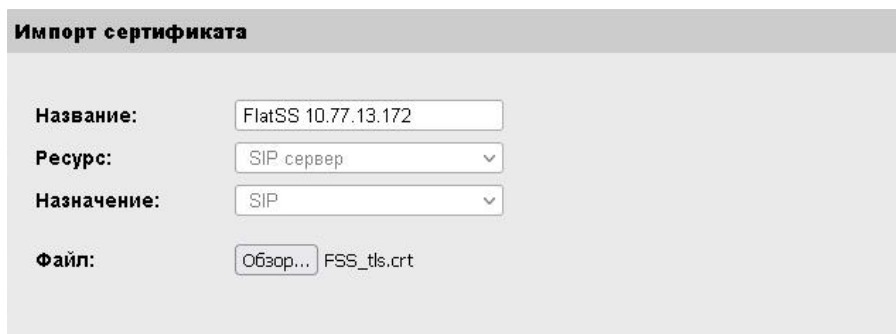 Импорт сертификата
Название: FlatSS 10.77.13.172
Ресурс: SIP сервер
Назначение: SIP
Файл: Обзор... FSS_tls.crt